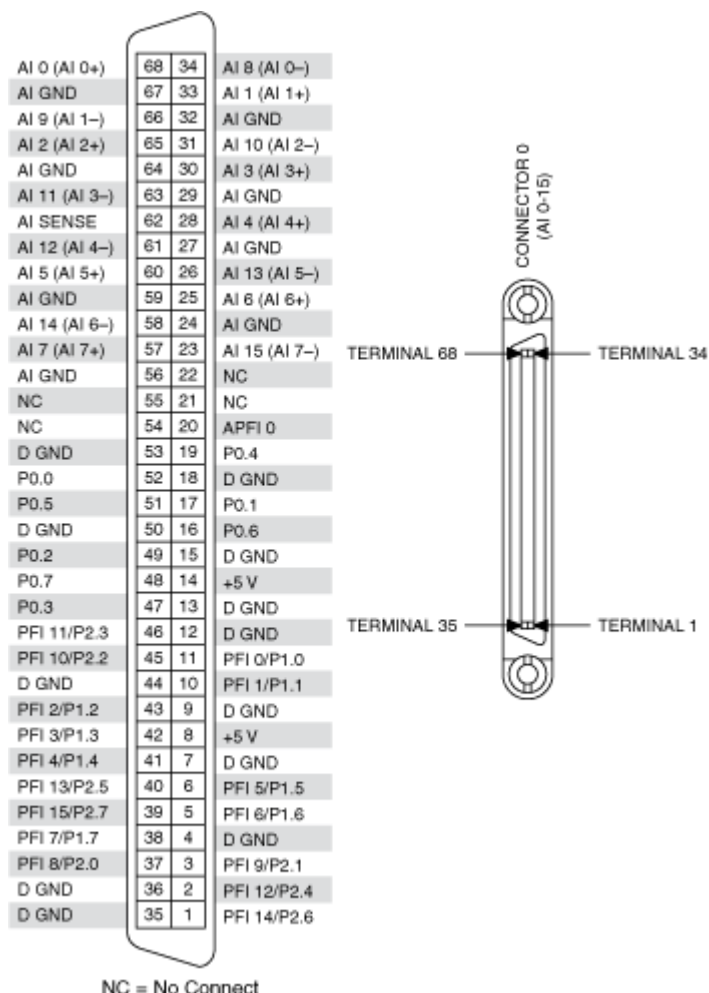 AI 0 (AI 0+) 68 34 AI 8 (AI 0–)
AI GND 67 33 AI 1 (AI 1+)
AI 9 (AI 1–) 66 32 AI GND
AI 2 (AI 2+) 65 31 AI 10 (AI 2–)
AI GND 64 30 AI 3 (AI 3+)
AI 11 (AI 3–) 63 29 AI GND
AI SENSE 62 28 AI 4 (AI 4+)
AI 12 (AI 4–) 61 27 AI GND
AI 5 (AI 5+) 60 26 AI 13 (AI 5–)
AI GND 59 25 AI 6 (AI 6+)
AI 14 (AI 6–) 58 24 AI GND
AI 7 (AI 7+) 57 23 AI 15 (AI 7–)
AI GND 56 22 NC
NC 55 21 NC
NC 54 20 APFI 0
D GND 53 19 P0.4
P0.0 52 18 D GND
P0.5 51 17 P0.1
D GND 50 16 P0.6
P0.2 49 15 D GND
P0.7 48 14 +5 V
P0.3 47 13 D GND
PFI 11/P2.3 46 12 D GND
PFI 10/P2.2 45 11 PFI 0/P1.0
D GND 44 10 PFI 1/P1.1
PFI 2/P1.2 43 9 D GND
PFI 3/P1.3 42 8 +5 V
PFI 4/P1.4 41 7 D GND
PFI 13/P2.5 40 6 PFI 5/P1.5
PFI 15/P2.7 39 5 PFI 6/P1.6
PFI 7/P1.7 38 4 D GND
PFI 8/P2.0 37 3 PFI 9/P2.1
D GND 36 2 PFI 12/P2.4
D GND 35 1 PFI 14/P2.6
NC = No Connect
CONNECTOR 0
(AI 0-15)
TERMINAL 68
TERMINAL 34
TERMINAL 35
TERMINAL 1